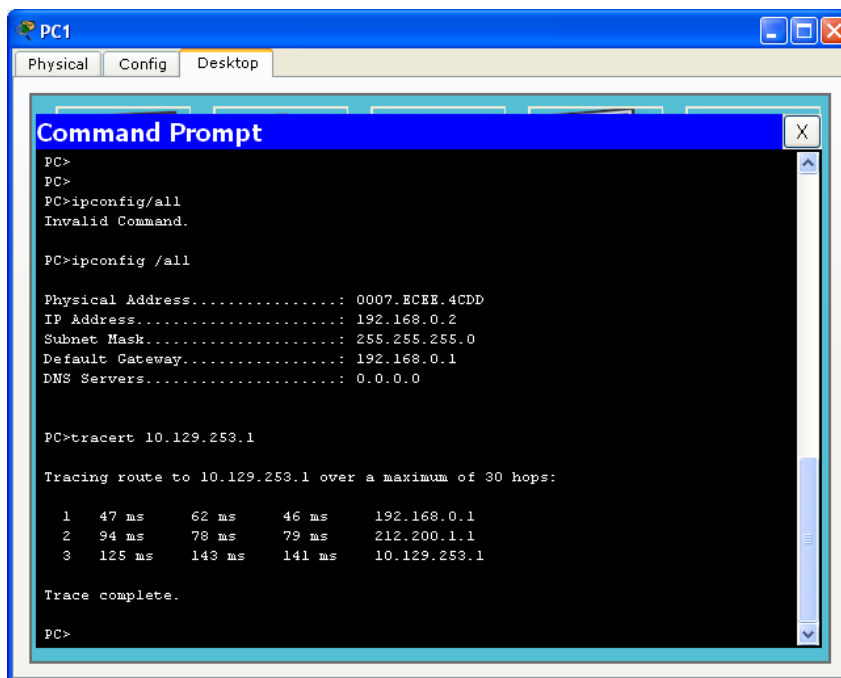 PC1
Physical Config Desktop
Command Prompt
X
PC>
PC>
PC>ipconfig/all
Invalid Command.
PC>ipconfig /all
Physical Address................: 0007.ECEE.4CDD
IP Address......................: 192.168.0.2
Subnet Mask.....................: 255.255.255.0
Default Gateway.................: 192.168.0.1
DNS Servers.....................: 0.0.0.0
PC>tracert 10.129.253.1
Tracing route to 10.129.253.1 over a maximum of 30 hops:
1 47 ms 62 ms 46 ms 192.168.0.1
2 94 ms 78 ms 79 ms 212.200.1.1
3 125 ms 143 ms 141 ms 10.129.253.1
Trace complete.
PC>